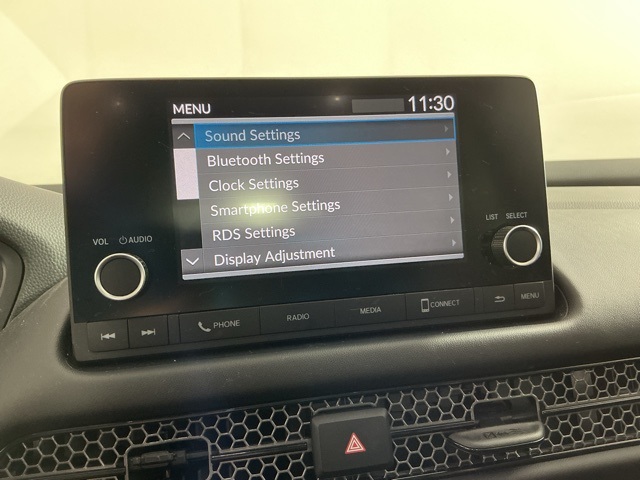 MENU 11:30
Sound Settings
Bluetooth Settings
Clock Settings
Smartphone Settings
RDS Settings
Display Adjustment
VOL AUDIO
LIST SELECT
PHONE RADIO MEDIA CONNECT MENU